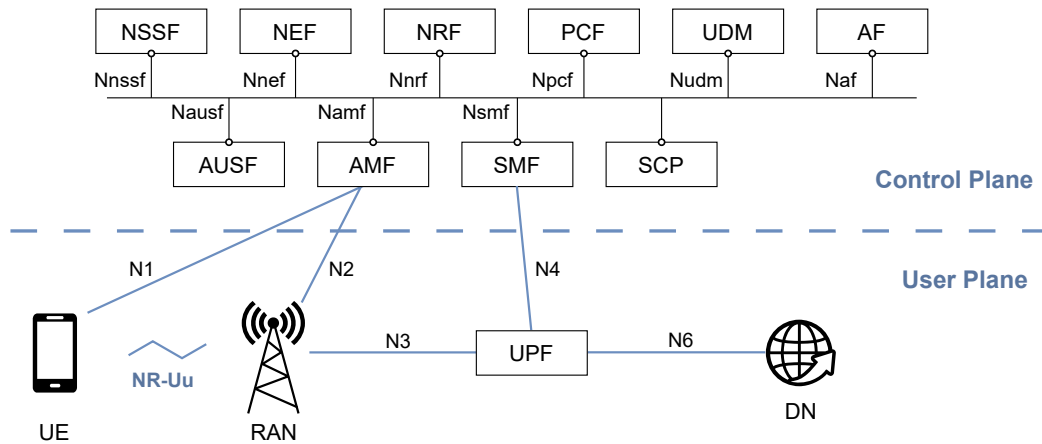 NSSF NEF NRF PCF UDM AF
Nnssf Nnef Nnrf Npcf Nudm Naf
Nausf Namf Nsmf
AUSF AMF SMF SCP
Control Plane
N1 N2 N4
User Plane
N3 UPF N6
NR-Uu
DN
UE RAN